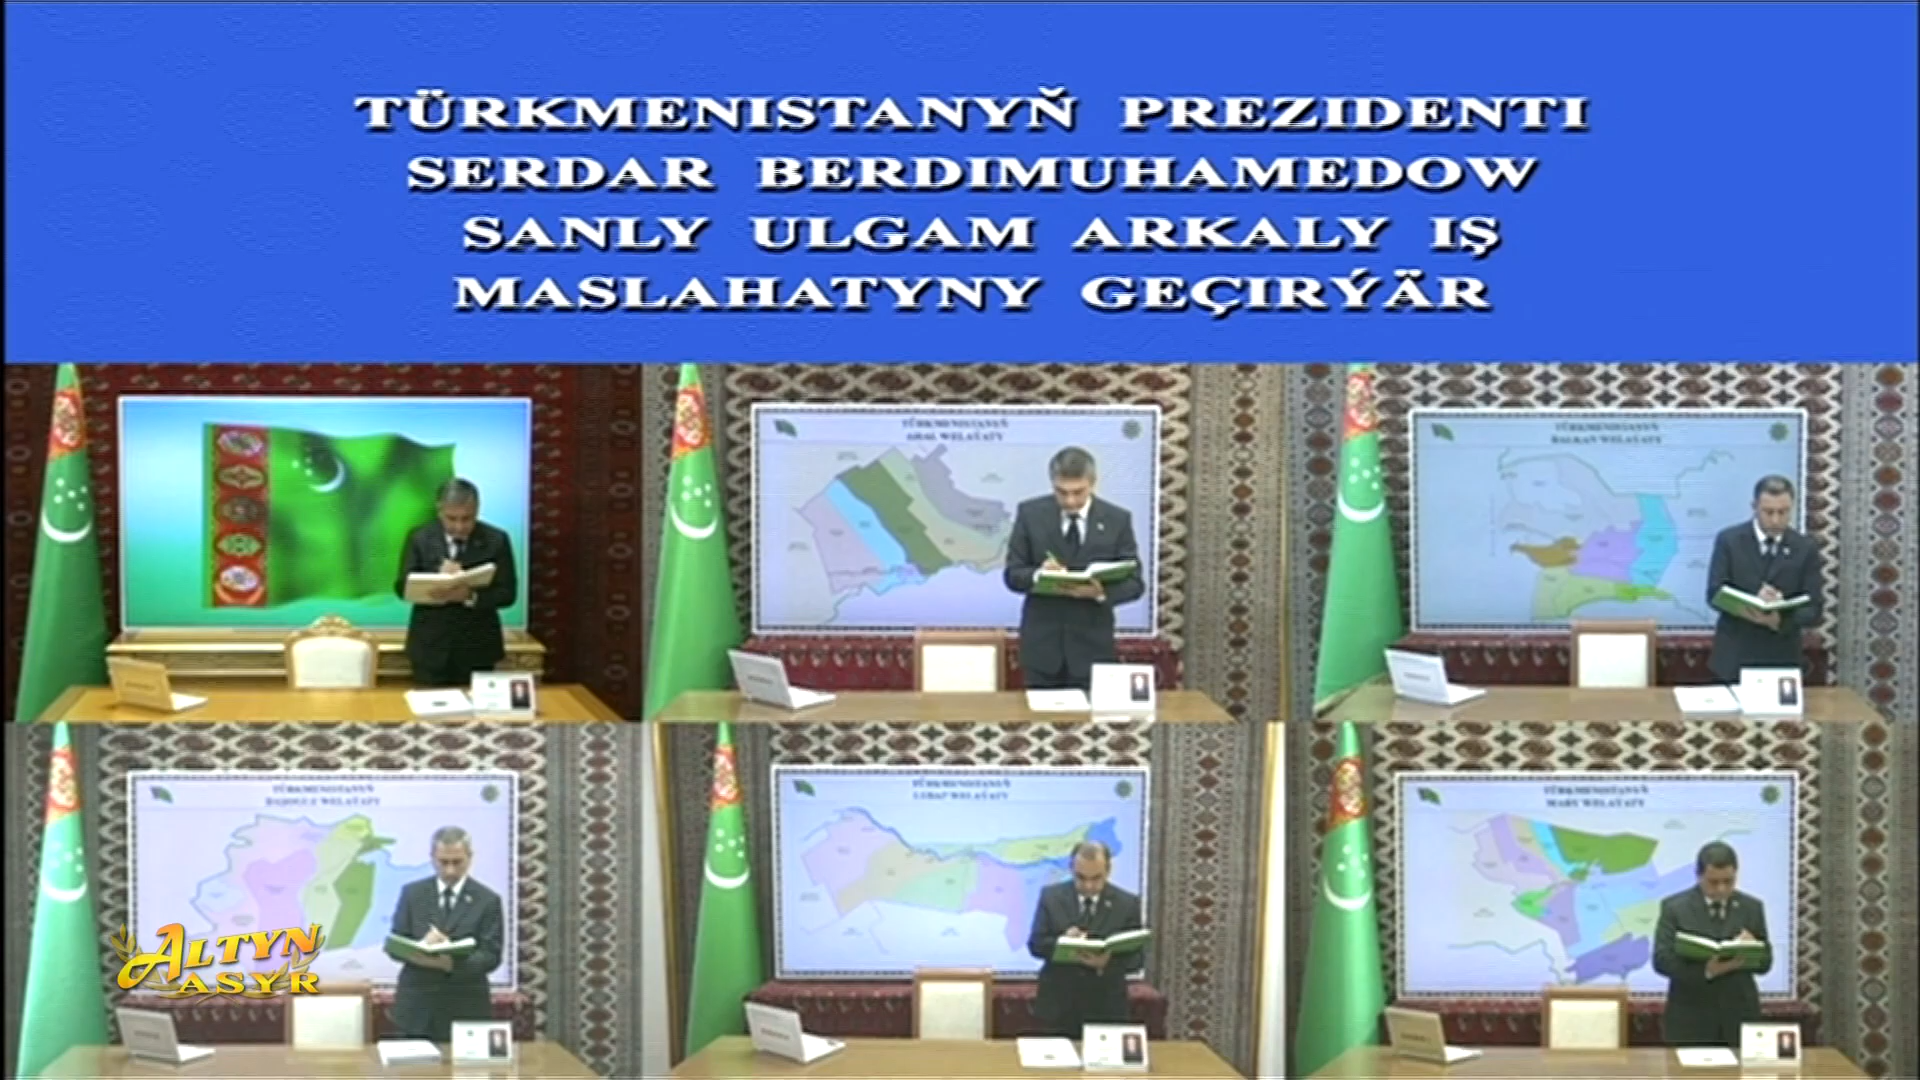 TÜRKMENISTANYŇ PREZIDENTI
SERDAR BERDIMUHAMEDOW
SANLY ULGAM ARKALY IŞ
MASLAHATYNY GEÇIRÝÄR
TÜRKMENISTANYŇ
AHAL WELAÝATY
TÜRKMENISTANYŇ
BALKAN WELAÝATY
TÜRKMENISTANYŇ
DAŞOGUZ WELAÝATY
TÜRKMENISTANYŇ
LEBAP WELAÝATY
TÜRKMENISTANYŇ
MARY WELAÝATY
ALTYN
ASYR